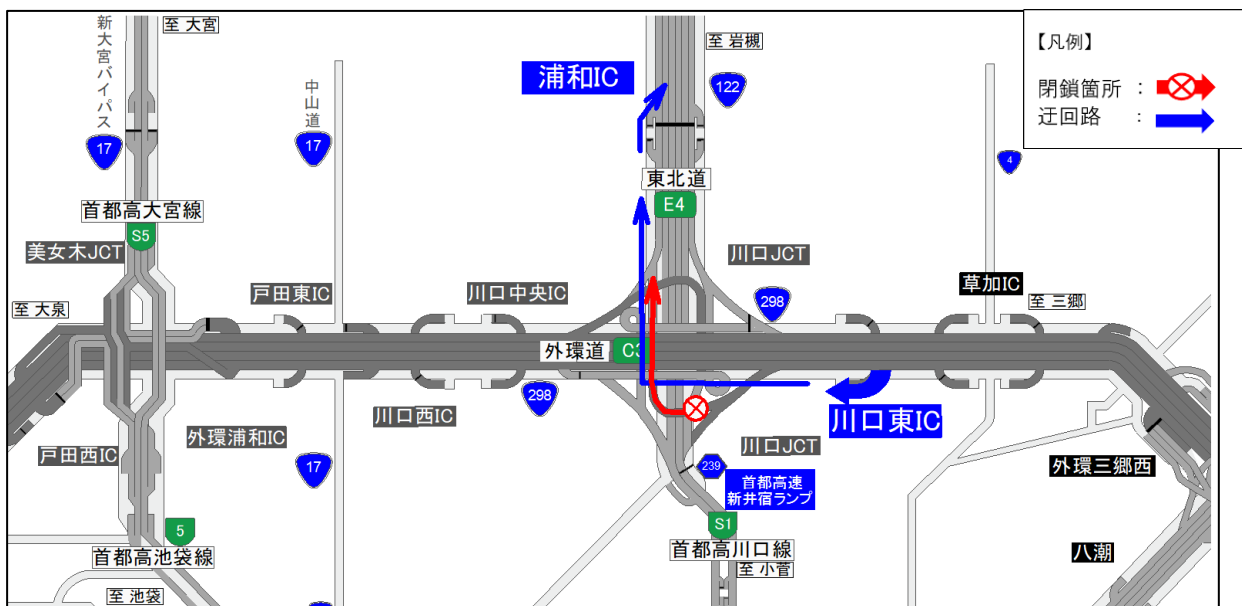 至 大宮
新大宮バイパス
17
首都高大宮線
S5
美女木JCT
至 大泉
中山道
17
戸田東IC
川口中央IC
浦和IC
至 岩槻
122
東北道
E4
川口JCT
298
【凡例】
閉鎖箇所 :
迂回路 :
4
草加IC
至 三郷
外環道
C3
298
川口西IC
外環浦和IC
戸田西IC
17
川口東IC
川口JCT
239
首都高速
新井宿ランプ
外環三郷西
5
首都高池袋線
至 池袋
S1
首都高川口線
至 小菅
八潮